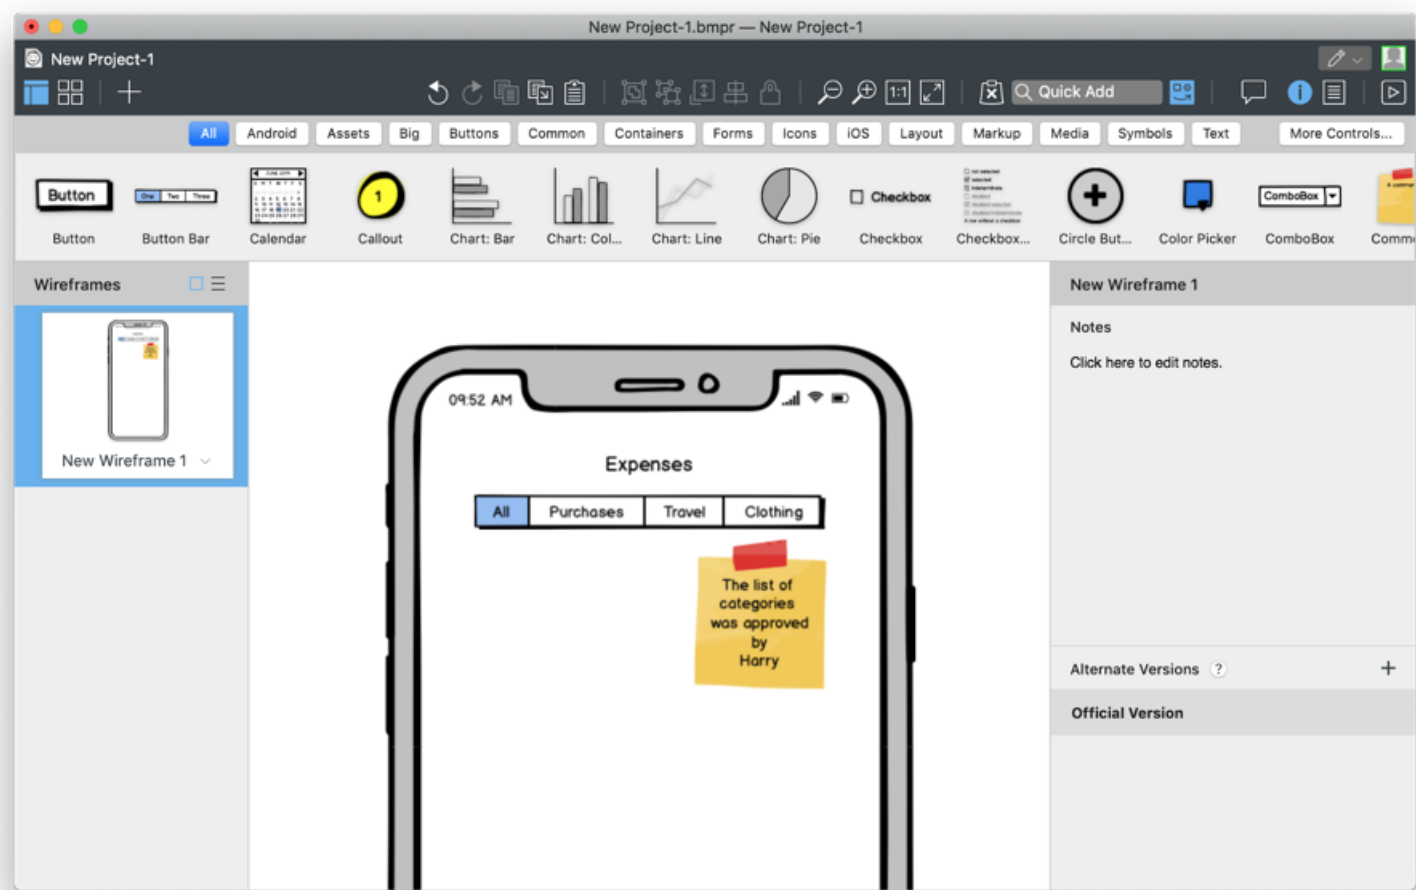 New Project-1.bmpr — New Project-1
New Project-1
1:1
Quick Add
All Android Assets Big Buttons Common Containers Forms Icons iOS Layout Markup Media Symbols Text More Controls...
Button
One Two Three
JUNE 2019
1
Checkbox
ComboBox
Button Button Bar Calendar Callout Chart: Bar Chart: Col... Chart: Line Chart: Pie Checkbox Checkbox... Circle But... Color Picker ComboBox
Wireframes
New Wireframe 1
09:52 AM
Expenses
All Purchases Travel Clothing
The list of
categories
was approved
by
Harry
New Wireframe 1
Notes
Click here to edit notes.
Alternate Versions ?
Official Version